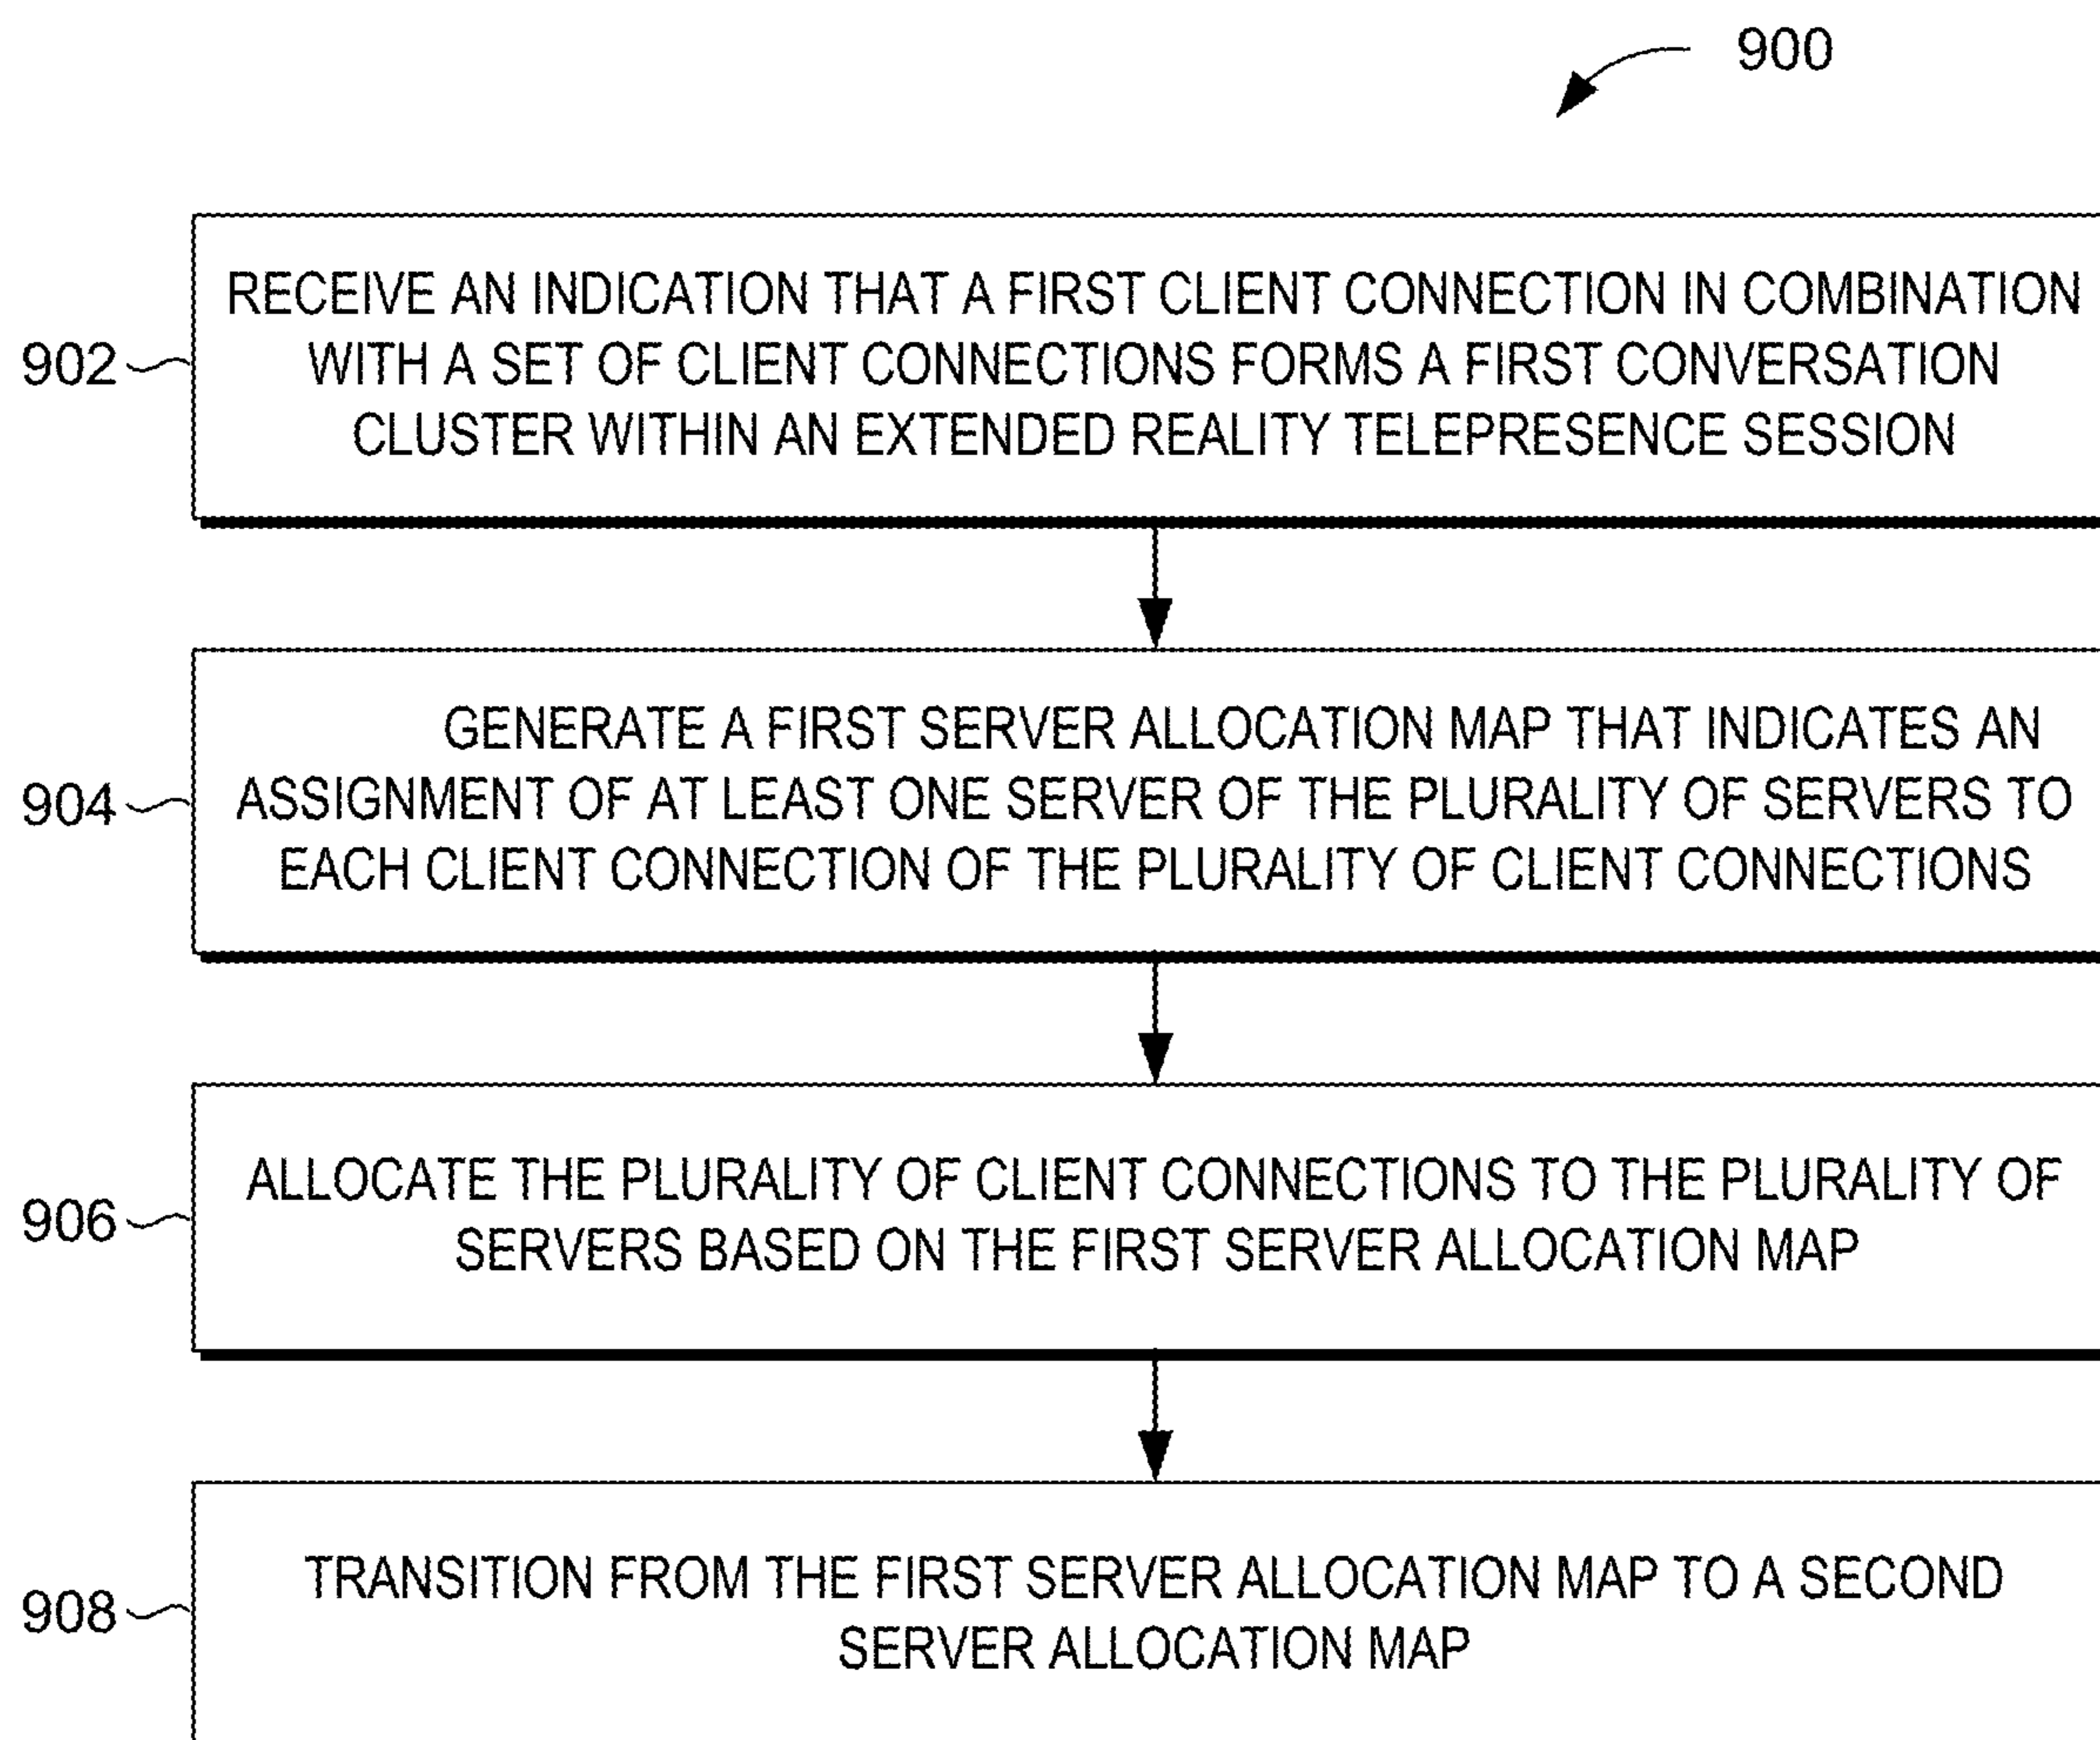 900
RECEIVE AN INDICATION THAT A FIRST CLIENT CONNECTION IN COMBINATION
WITH A SET OF CLIENT CONNECTIONS FORMS A FIRST CONVERSATION
CLUSTER WITHIN AN EXTENDED REALITY TELEPRESENCE SESSION
902
GENERATE A FIRST SERVER ALLOCATION MAP THAT INDICATES AN
ASSIGNMENT OF AT LEAST ONE SERVER OF THE PLURALITY OF SERVERS TO
EACH CLIENT CONNECTION OF THE PLURALITY OF CLIENT CONNECTIONS
904
ALLOCATE THE PLURALITY OF CLIENT CONNECTIONS TO THE PLURALITY OF
SERVERS BASED ON THE FIRST SERVER ALLOCATION MAP
906
TRANSITION FROM THE FIRST SERVER ALLOCATION MAP TO A SECOND
SERVER ALLOCATION MAP
908